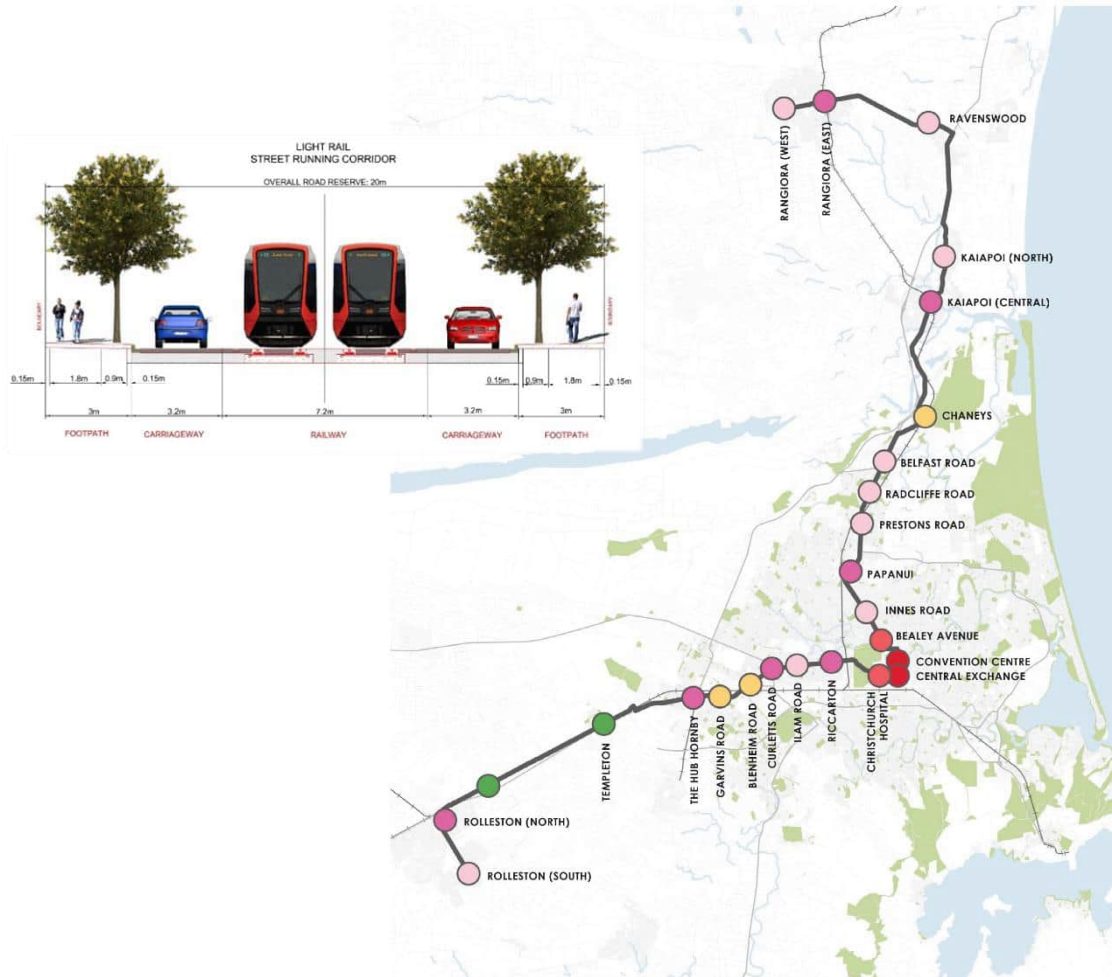 LIGHT RAIL
STREET RUNNING CORRIDOR
OVERALL ROAD RESERVE: 20m
BOUNDARY
BOUNDARY
0.15m
1.8m
0.9m
0.15m
0.15m
0.9m
1.8m
0.15m
3m
3.2m
7.2m
3.2m
3m
FOOTPATH
CARRIAGEWAY
RAILWAY
CARRIAGEWAY
FOOTPATH
RANGIORA (WEST)
RANGIORA (EAST)
RAVENSWOOD
KAIAPOI (NORTH)
KAIAPOI (CENTRAL)
CHANEYS
BELFAST ROAD
RADCLIFFE ROAD
PRESTONS ROAD
PAPANUI
INNES ROAD
BEALEY AVENUE
CONVENTION CENTRE
CENTRAL EXCHANGE
CHRISTCHURCH
HOSPITAL
RICCARTON
ILAM ROAD
CURLETTS ROAD
BLENHEIM ROAD
GARVINS ROAD
THE HUB HORNBY
TEMPLETON
ROLLESTON (NORTH)
ROLLESTON (SOUTH)